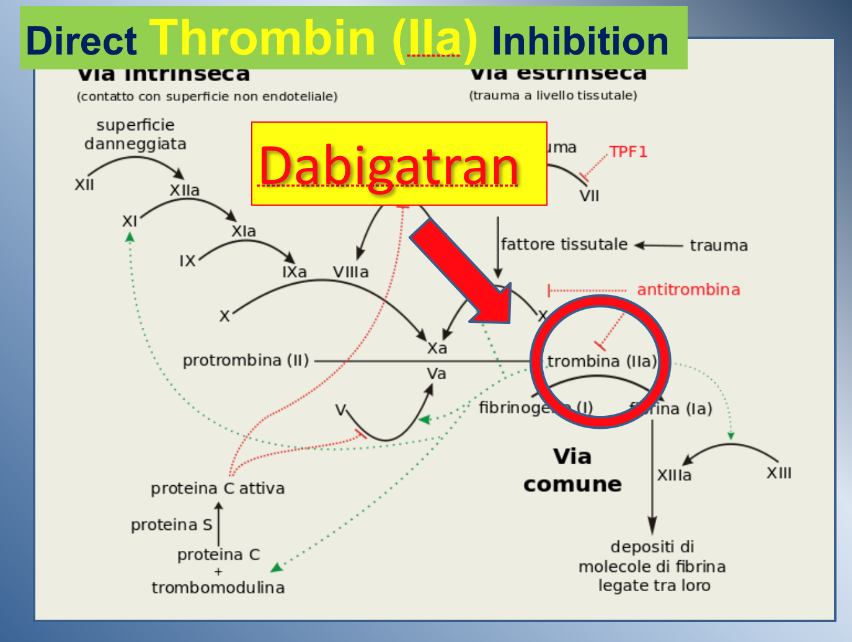 Direct Thrombin (IIa) Inhibition
Via intrinseca
(contatto con superficie non endoteliale)
Via estrinseca
(trauma a livello tissutale)
superficie
danneggiata
Dabigatran
TPF1
XII
XIIa
VII
XI
XIa
fattore tissutale
trauma
IX
IXa
VIIIa
antitrombina
X
X
Xa
protrombina (II)
trombina (IIa)
Va
V
fibrinogeno (I)
fibrina (Ia)
Via
comune
XIIIa
XIII
proteina C attiva
proteina S
proteina C
+
trombomodulina
depositi di
molecole di fibrina
legate tra loro